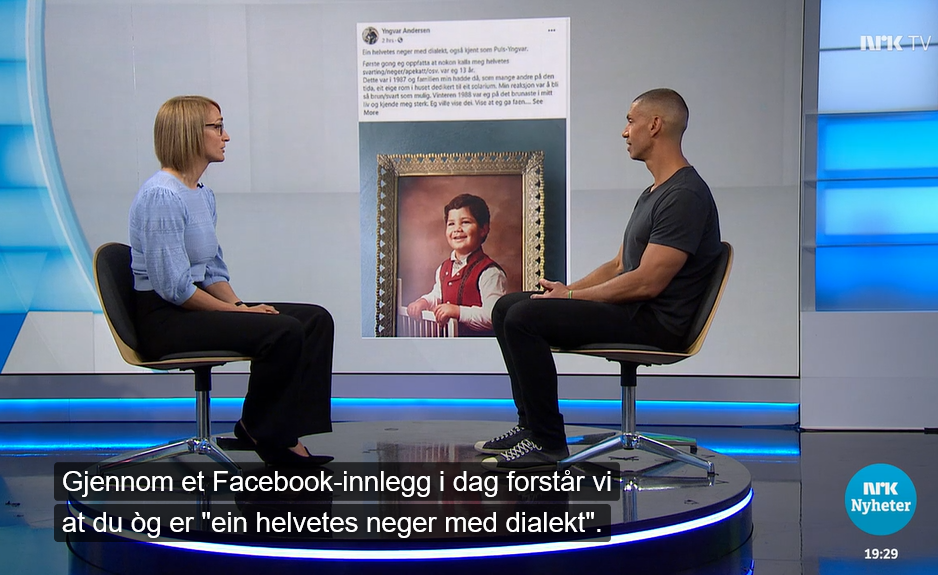 Yngvar Andersen
2 hrs
Ein helvetes neger med dialekt, også kjent som Puls-Yngvar.
Første gong eg oppfatta at nokon kalla meg helvetes
svarting/neger/apekatt/osv. var eg 13 år.
Dette var i 1987 og familien min hadde då, som mange andre på den
tida, eit eige rom i huset dedikert til eit solarium. Min reaksjon var å bli
så brun/svart som mulig. Vinteren 1988 var eg på det brunaste i mitt
liv og kjende meg sterk. Eg ville vise dei. Vise at eg ga faen... See
More
NRK TV
Gjennom et Facebook-innlegg i dag forstår vi
at du òg er "ein helvetes neger med dialekt".
NRK
Nyheter
19:29